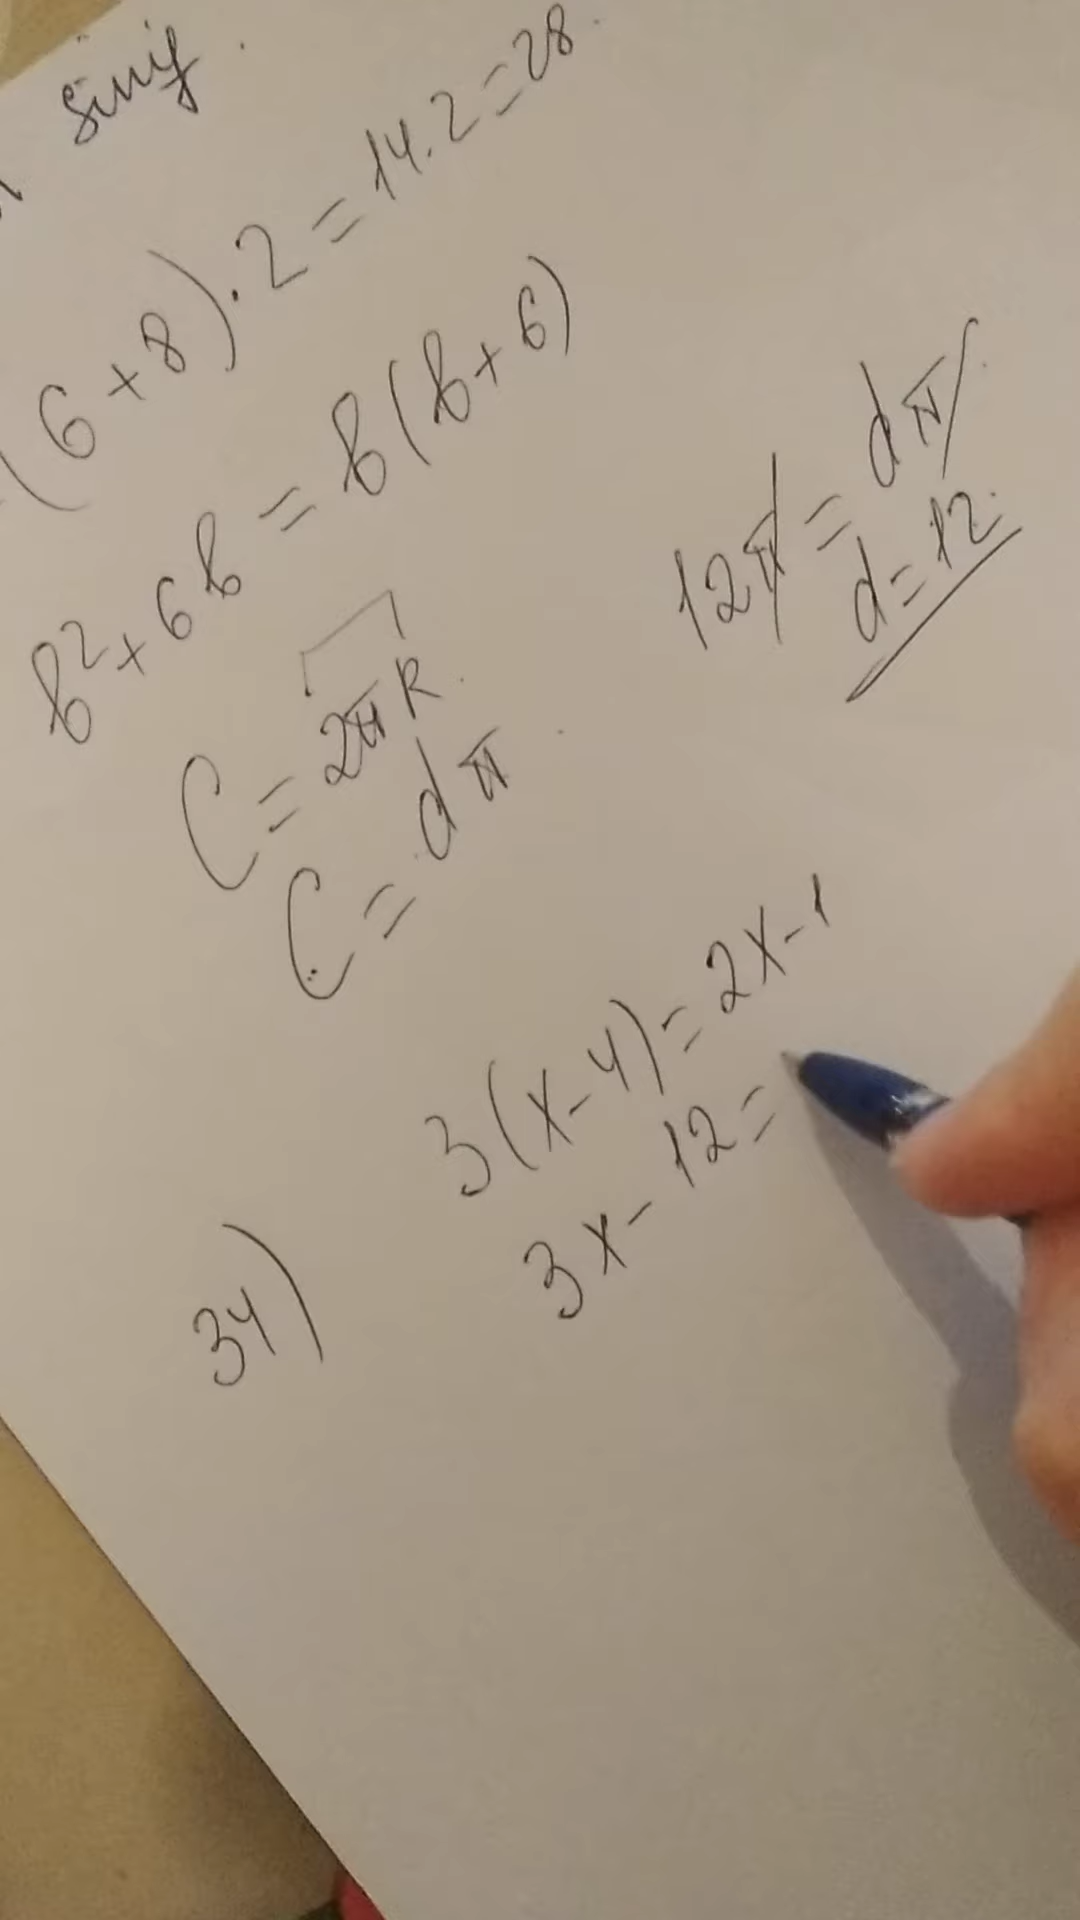 sinif.
(6+8).2=14.2=28.
b²+6b=b(b+6)
C=2πR.
C=dπ
12π=dπ
d=12.
34)
3(x-4)=2x-1
3x-12=